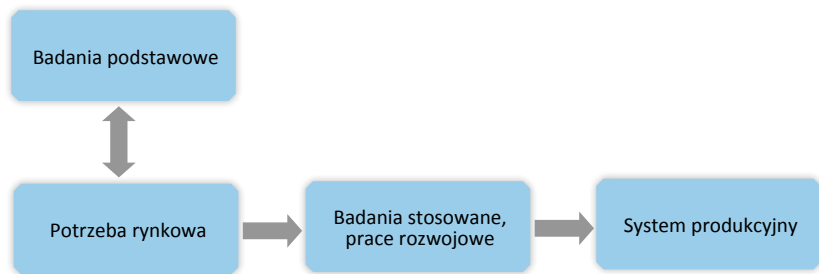 Badania podstawowe
Potrzeba rynkowa
Badania stosowane,
prace rozwojowe
System produkcyjny